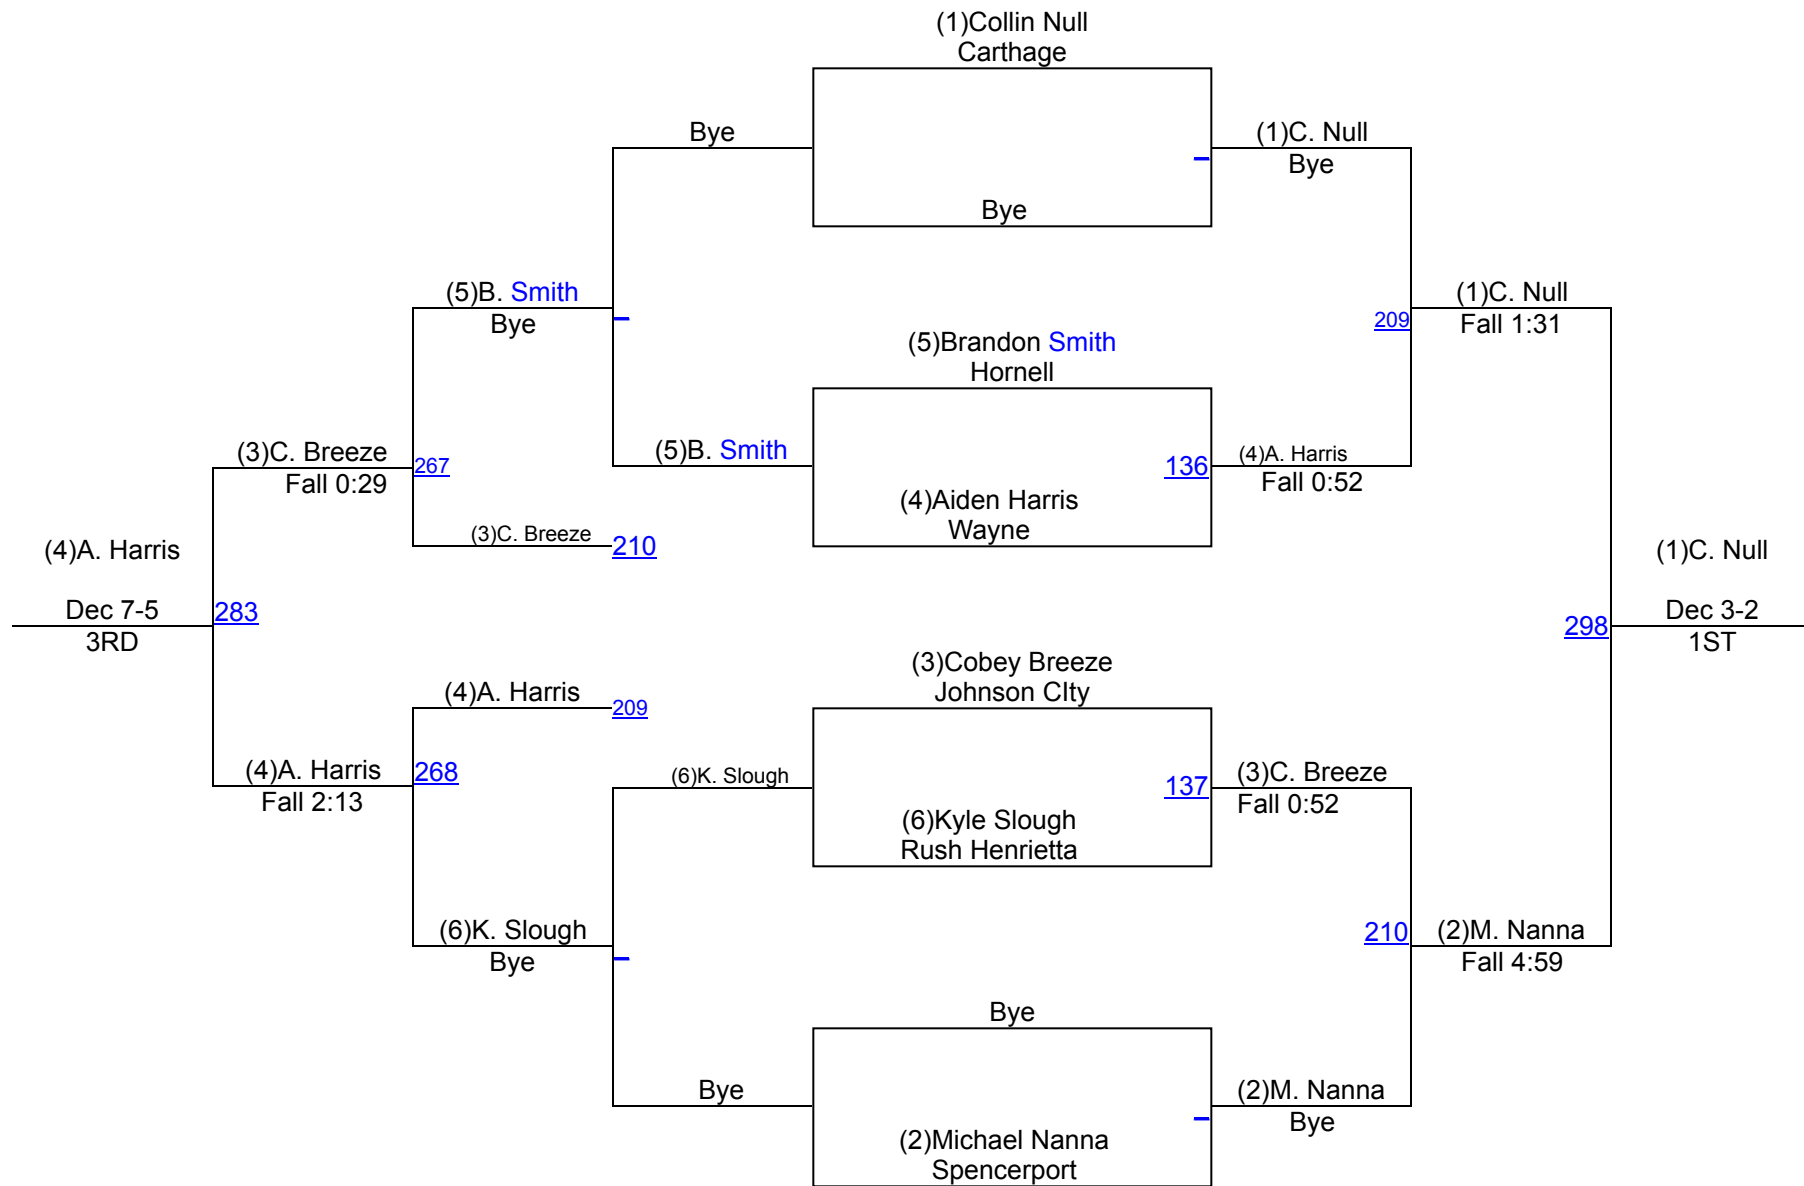 (1)Collin Null
Carthage
Bye
(1)C. Null
Bye
Bye
(5)B. Smith
Bye
(1)C. Null
Fall 1:31
209
(5)Brandon Smith
Hornell
(3)C. Breeze
Fall 0:29
267
(5)B. Smith
136
(4)A. Harris
Fall 0:52
(4)Aiden Harris
Wayne
(3)C. Breeze
210
(4)A. Harris
Dec 7-5
3RD
283
(1)C. Null
298
Dec 3-2
1ST
(3)Cobey Breeze
Johnson CIty
(4)A. Harris
209
(4)A. Harris
Fall 2:13
268
(6)K. Slough
137
(3)C. Breeze
Fall 0:52
(6)Kyle Slough
Rush Henrietta
(6)K. Slough
Bye
210
(2)M. Nanna
Fall 4:59
Bye
Bye
(2)M. Nanna
Bye
(2)Michael Nanna
Spencerport